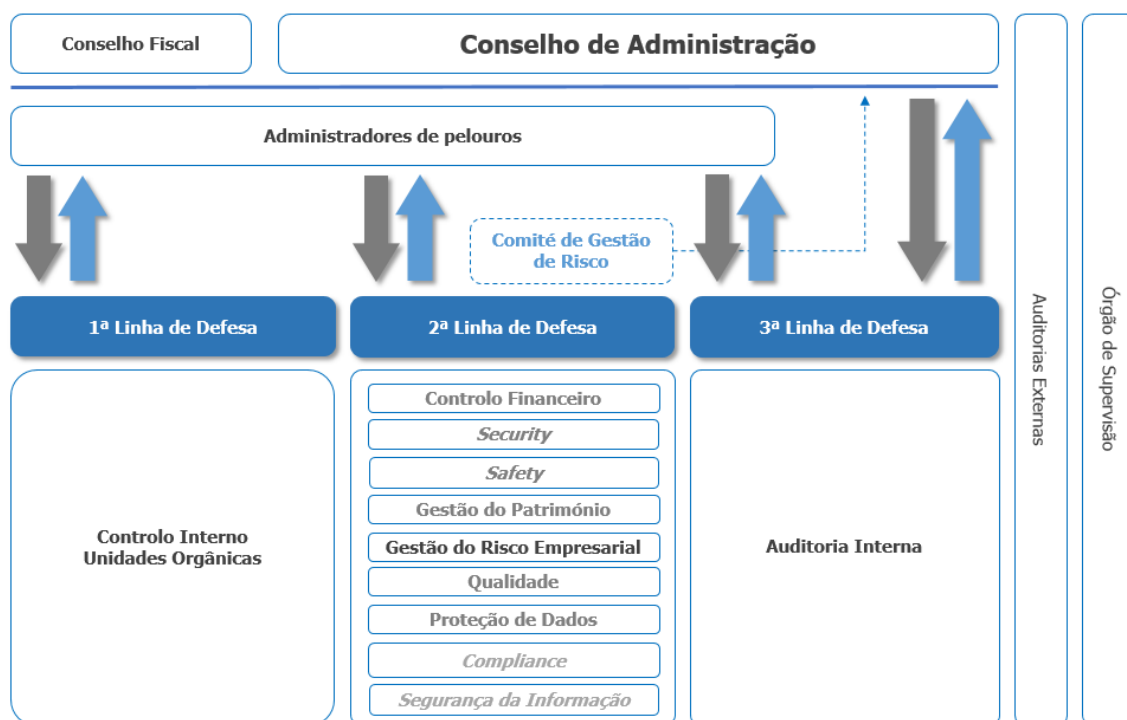 Conselho Fiscal
Conselho de Administração
Administradores de pelouros
Comité de Gestão
de Risco
1ª Linha de Defesa
2ª Linha de Defesa
3ª Linha de Defesa
Controlo Interno
Unidades Orgânicas
Controlo Financeiro
Security
Safety
Gestão do Património
Gestão do Risco Empresarial
Qualidade
Proteção de Dados
Compliance
Segurança da Informação
Auditoria Interna
Auditorias Externas
Órgão de Supervisão